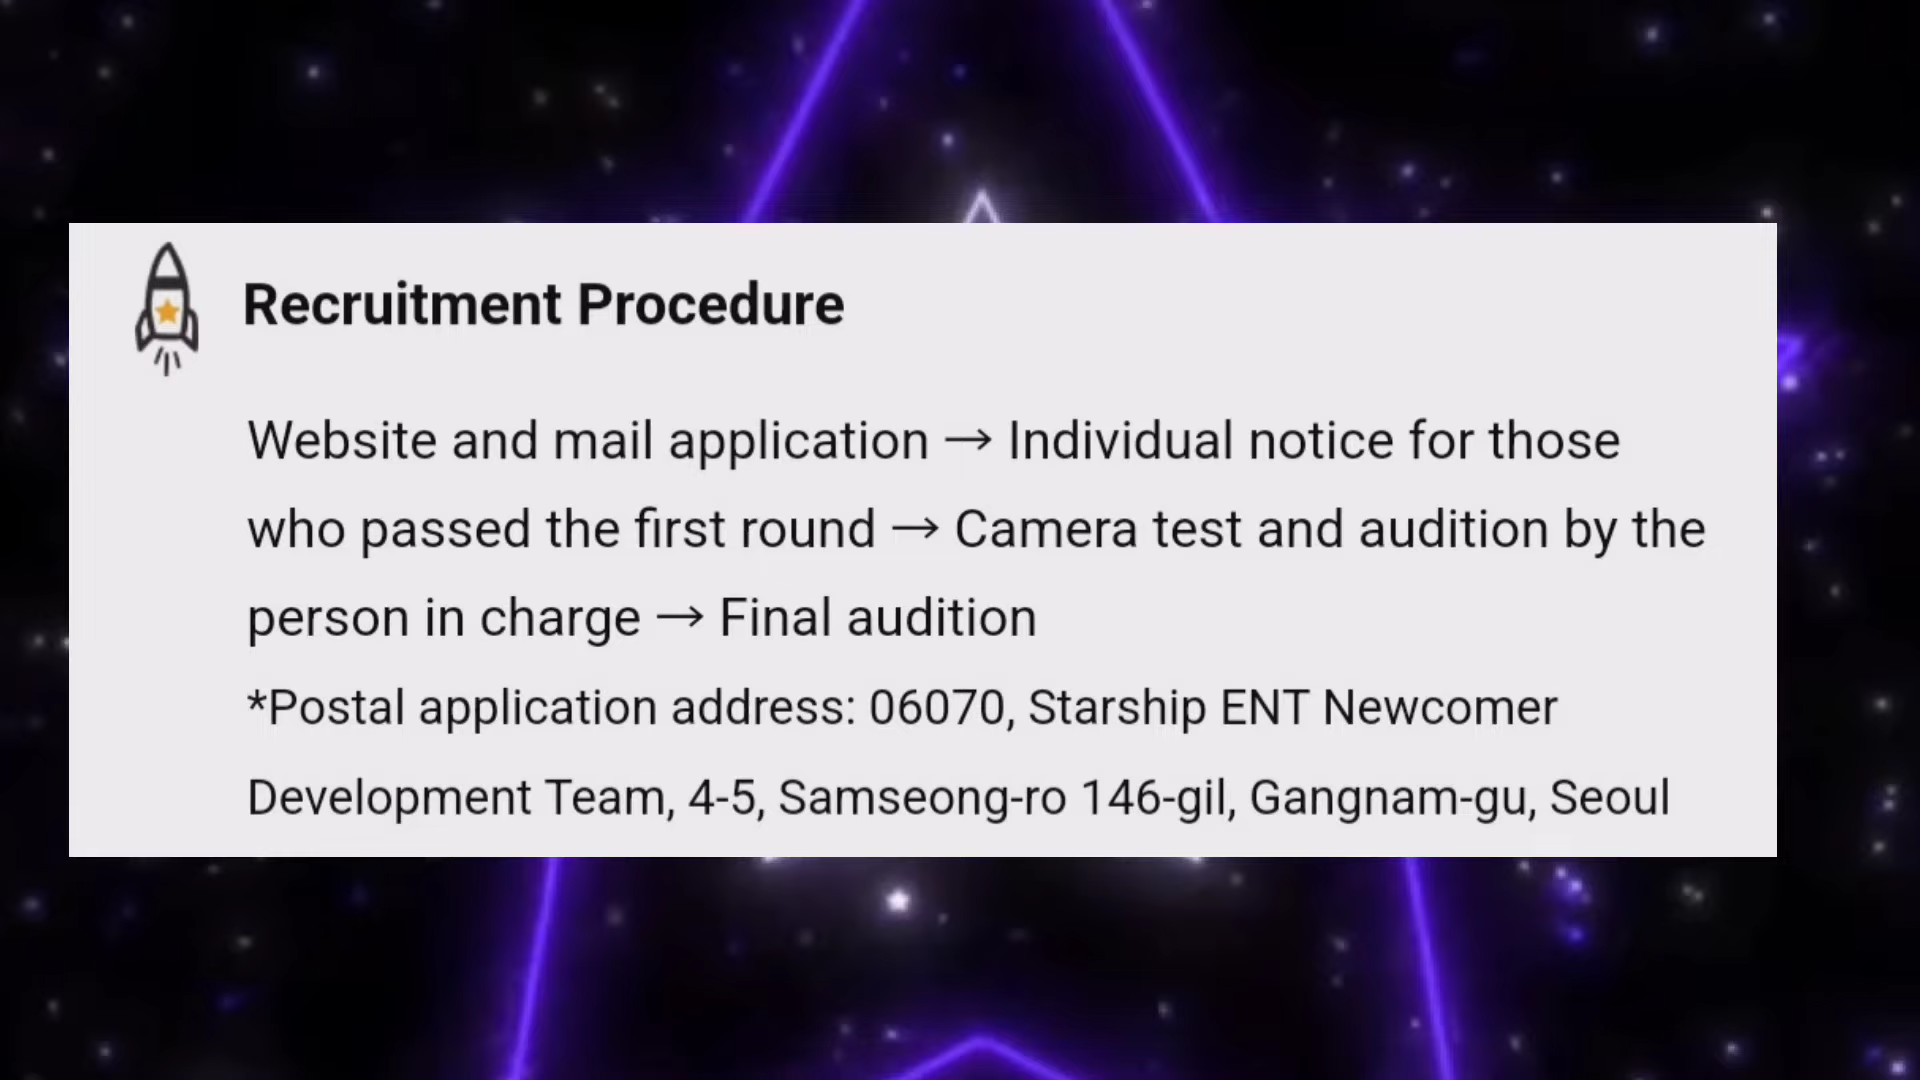 Recruitment Procedure
Website and mail application → Individual notice for those
who passed the first round → Camera test and audition by the
person in charge → Final audition
*Postal application address: 06070, Starship ENT Newcomer
Development Team, 4-5, Samseong-ro 146-gil, Gangnam-gu, Seoul